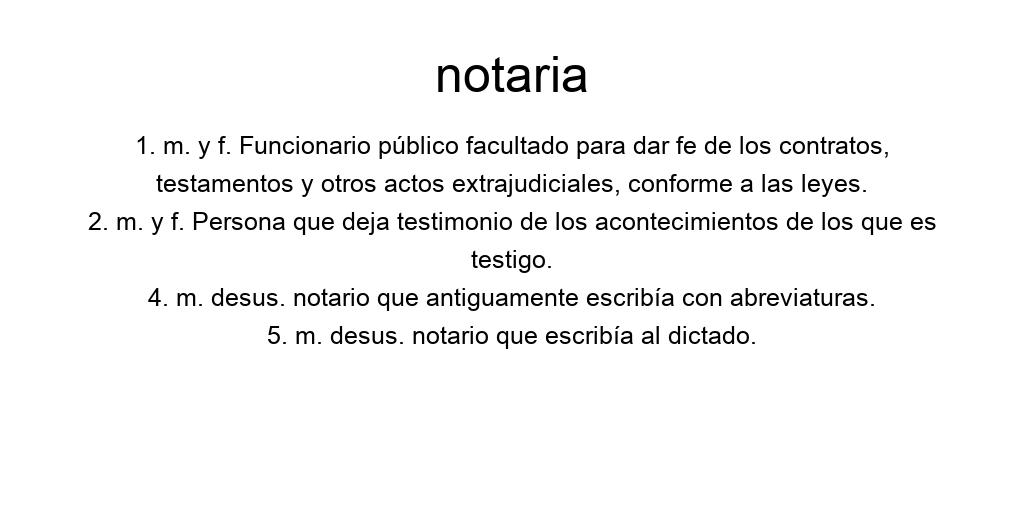 notaria
1. m. y f. Funcionario público facultado para dar fe de los contratos,
testamentos y otros actos extrajudiciales, conforme a las leyes.
2. m. y f. Persona que deja testimonio de los acontecimientos de los que es
testigo.
4. m. desus. notario que antiguamente escribía con abreviaturas.
5. m. desus. notario que escribía al dictado.